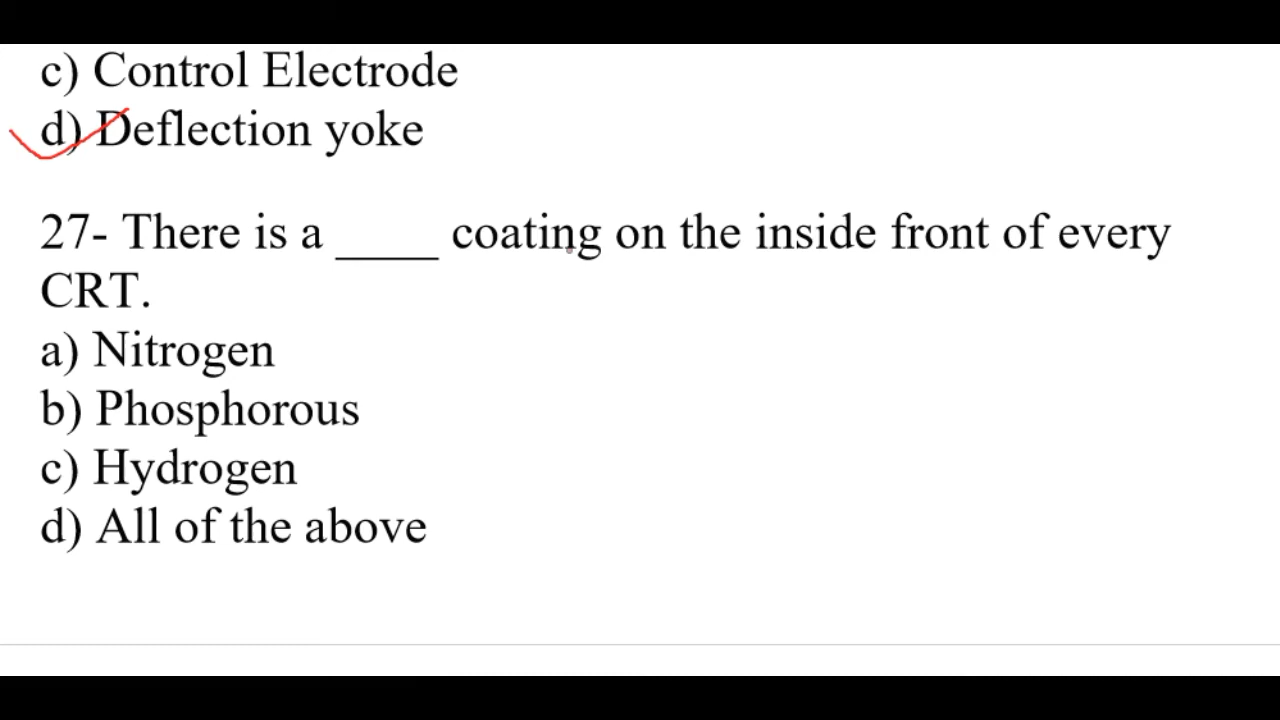 c) Control Electrode
d) Deflection yoke
27- There is a ____ coating on the inside front of every
CRT.
a) Nitrogen
b) Phosphorous
c) Hydrogen
d) All of the above